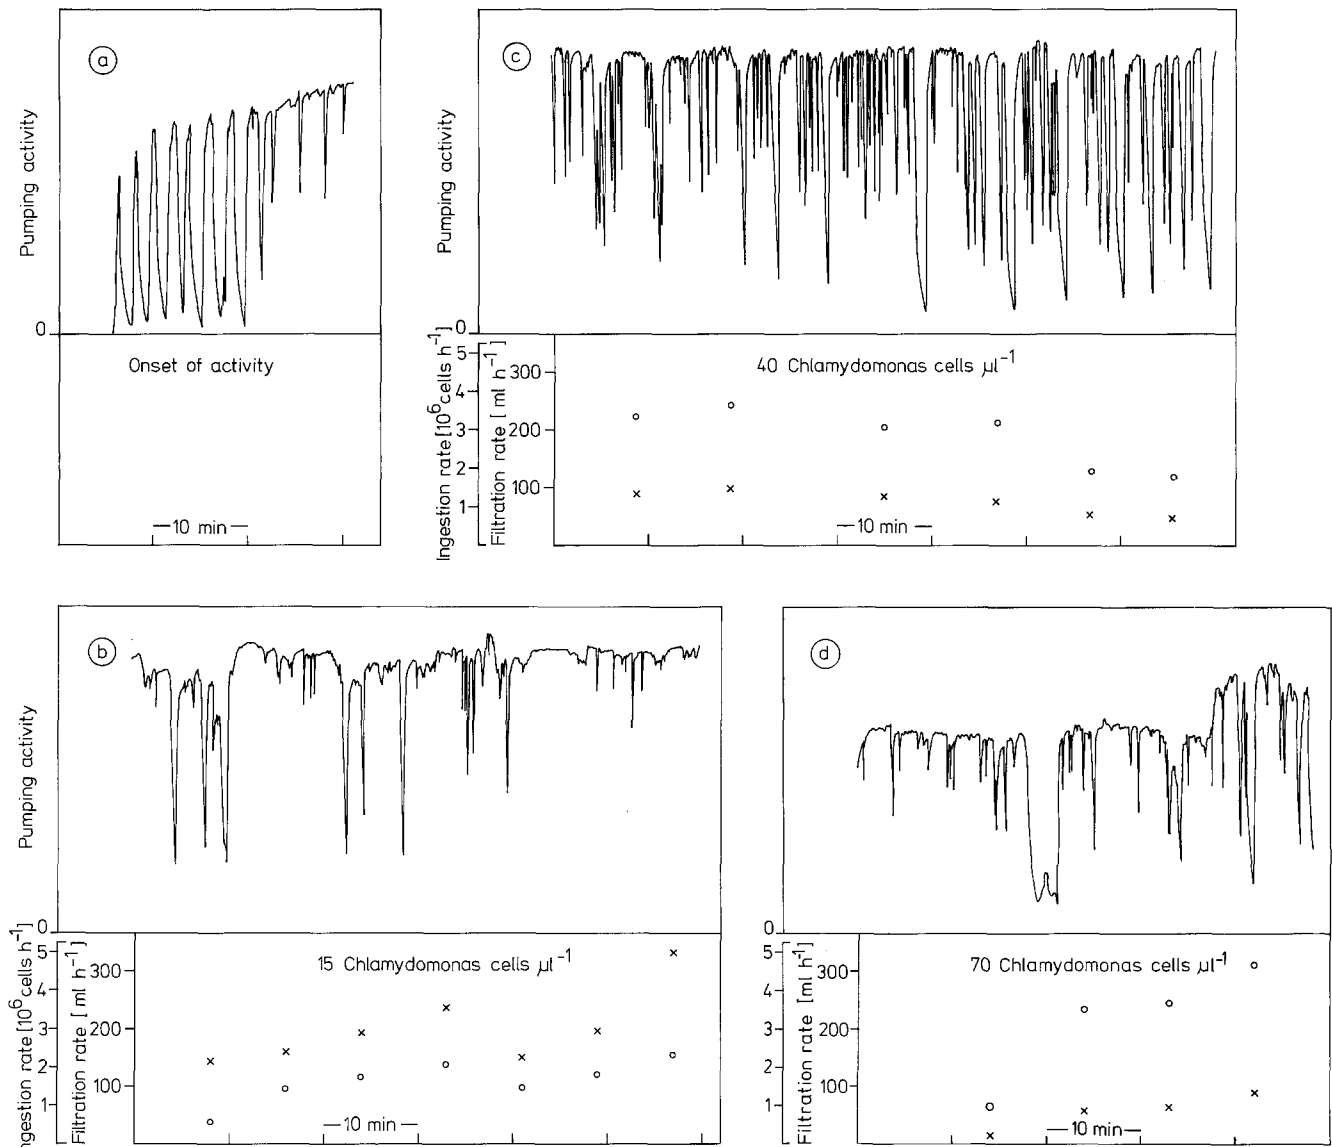 a
Pumping activity
0
Onset of activity
10 min
c
Pumping activity
0
Ingestion rate [10⁶ cells h⁻¹]
5
4
3
2
1
Filtration rate [ml h⁻¹]
300
200
100
40 Chlamydomonas cells µl⁻¹
10 min
b
Pumping activity
0
Ingestion rate [10⁶ cells h⁻¹]
5
4
3
2
1
Filtration rate [ml h⁻¹]
300
200
100
15 Chlamydomonas cells µl⁻¹
10 min
d
0
5
4
3
2
1
Filtration rate [ml h⁻¹]
300
200
100
70 Chlamydomonas cells µl⁻¹
10 min